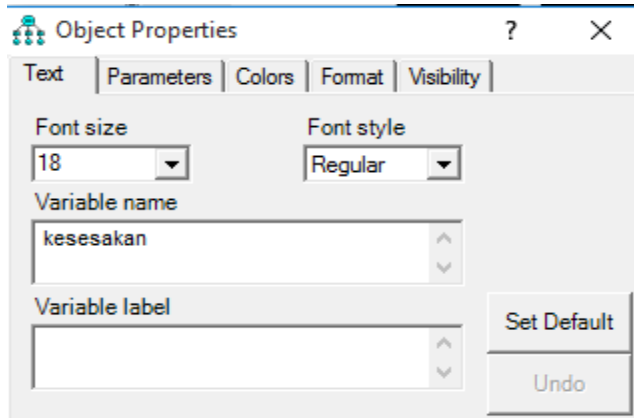 Object Properties ? ×
Text Parameters Colors Format Visibility
Font size Font style
18 Regular
Variable name
kesesakan
Variable label
Set Default
Undo